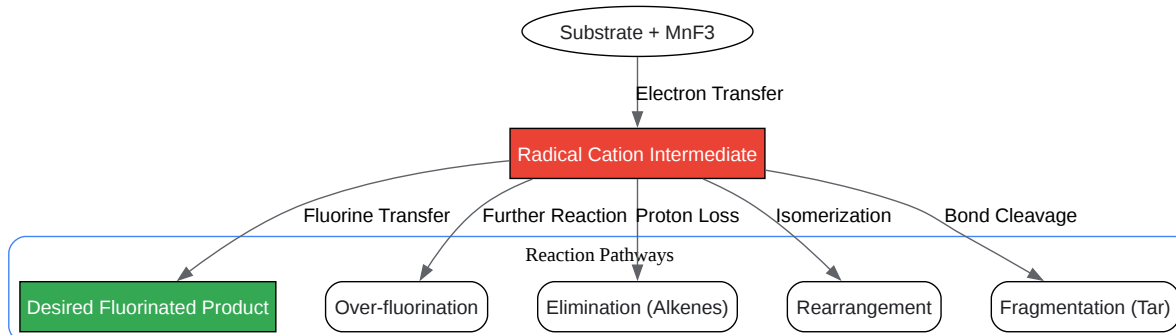 Substrate + MnF3
Electron Transfer
Radical Cation Intermediate
Fluorine Transfer
Further Reaction
Proton Loss
Isomerization
Bond Cleavage
Reaction Pathways
Desired Fluorinated Product
Over-fluorination
Elimination (Alkenes)
Rearrangement
Fragmentation (Tar)